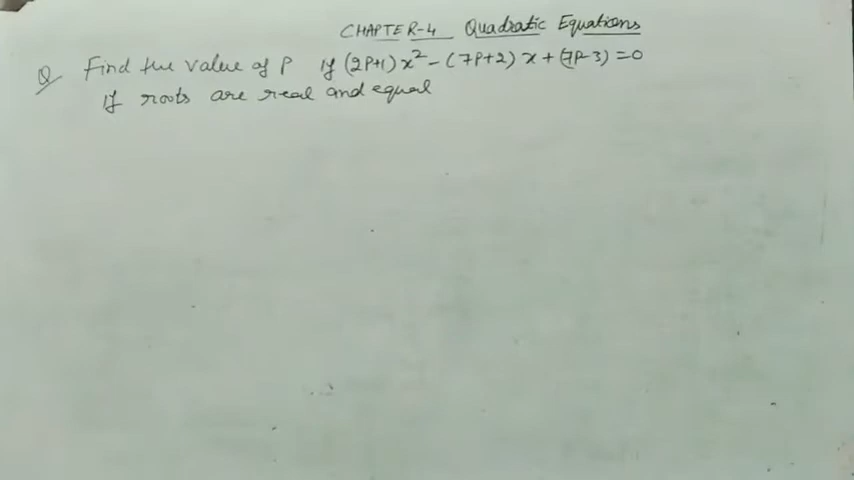 CHAPTER-4 Quadratic Equations
Q Find the value of P If (2P+1)x² - (7P+2)x + (7P-3) = 0
If roots are real and equal